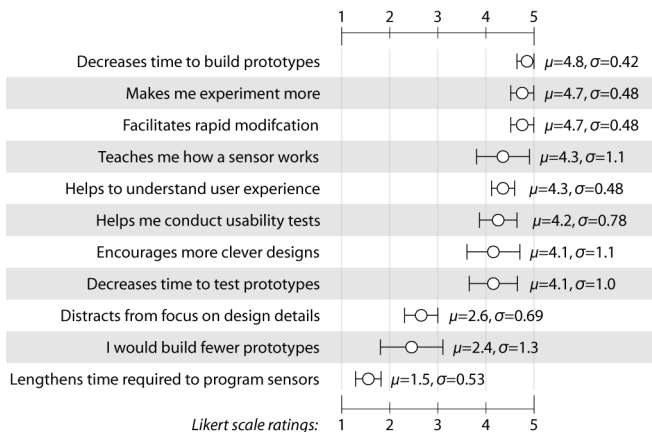 1 2 3 4 5
Decreases time to build prototypes μ=4.8, σ=0.42
Makes me experiment more μ=4.7, σ=0.48
Facilitates rapid modifcation μ=4.7, σ=0.48
Teaches me how a sensor works μ=4.3, σ=1.1
Helps to understand user experience μ=4.3, σ=0.48
Helps me conduct usability tests μ=4.2, σ=0.78
Encourages more clever designs μ=4.1, σ=1.1
Decreases time to test prototypes μ=4.1, σ=1.0
Distracts from focus on design details μ=2.6, σ=0.69
I would build fewer prototypes μ=2.4, σ=1.3
Lengthens time required to program sensors μ=1.5, σ=0.53
Likert scale ratings: 1 2 3 4 5